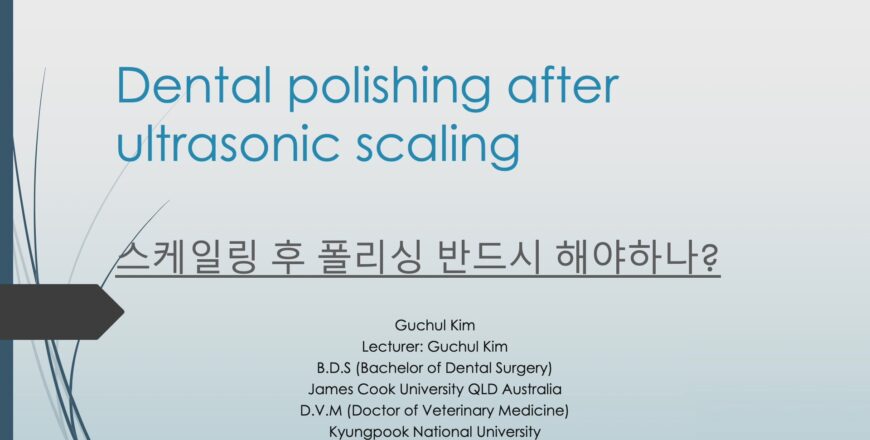 Dental polishing after
ultrasonic scaling
스케일링 후 폴리싱 반드시 해야하나?
Guchul Kim
Lecturer: Guchul Kim
B.D.S (Bachelor of Dental Surgery)
James Cook University QLD Australia
D.V.M (Doctor of Veterinary Medicine)
Kyungpook National University